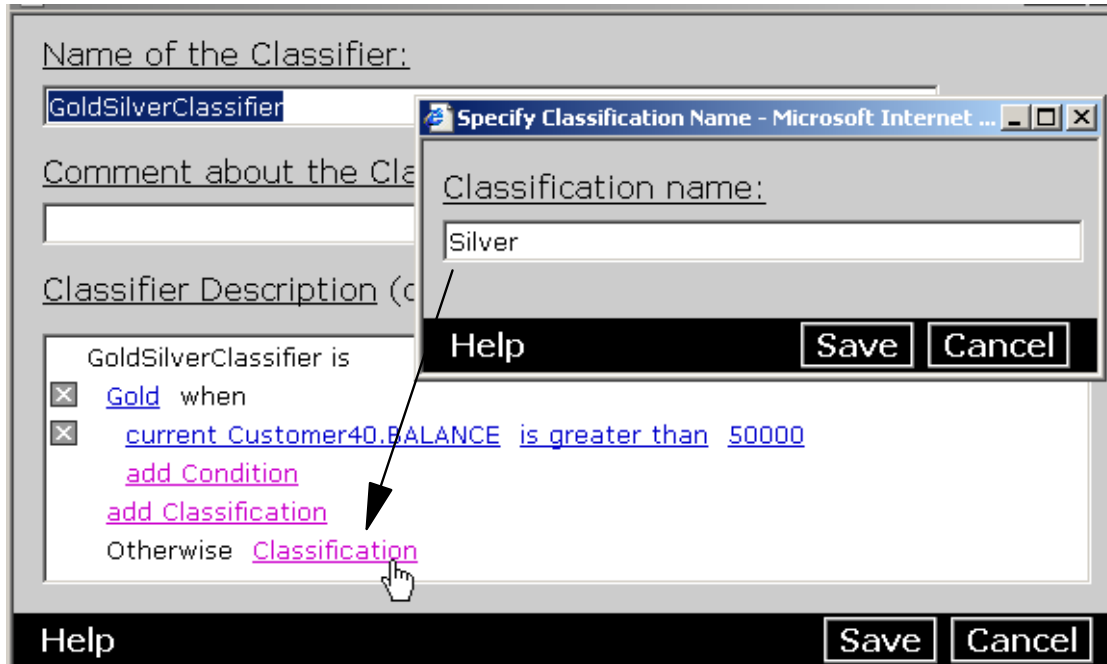 Name of the Classifier:
GoldSilverClassifier
Comment about the Cla
Classifier Description (c
GoldSilverClassifier is
Gold when
current Customer40.BALANCE is greater than 50000
add Condition
add Classification
Otherwise Classification
Help Save Cancel
Specify Classification Name - Microsoft Internet ...
Classification name:
Silver
Help Save Cancel